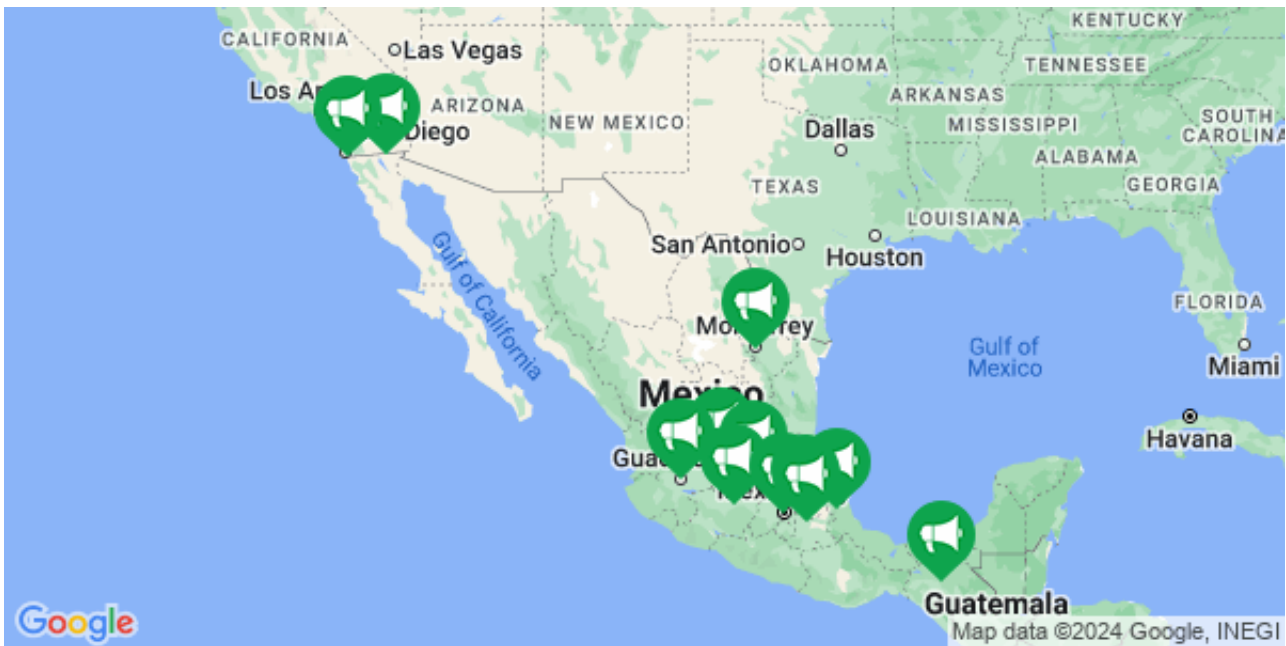 KENTUCKY
CALIFORNIA
Las Vegas
OKLAHOMA
TENNESSEE
Los
ARIZONA
ARKANSAS
NEW MEXICO
Dallas
MISSISSIPPI
SOUTH
CAROLINA
Diego
ALABAMA
TEXAS
GEORGIA
LOUISIANA
San Antonio
Houston
Gulf of California
FLORIDA
Gulf of
Mexico
Miami
Mexico
Havana
Guatemala
Google
Map data ©2024 Google, INEGI